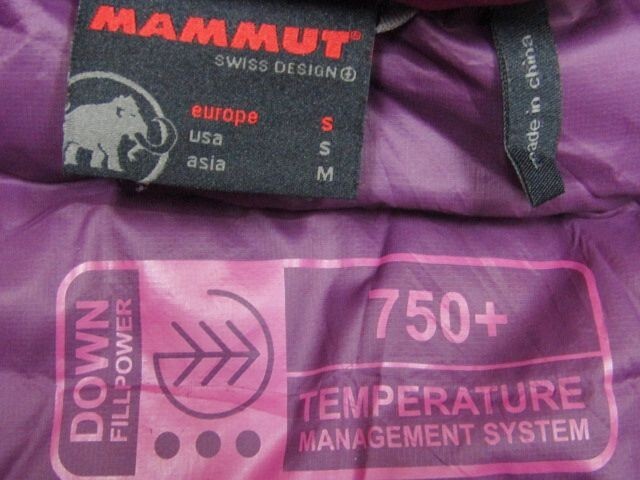 MAMMUT
SWISS DESIGN
europe S
usa S
asia M
made in china
DOWN
FILLPOWER
750+
TEMPERATURE
MANAGEMENT SYSTEM